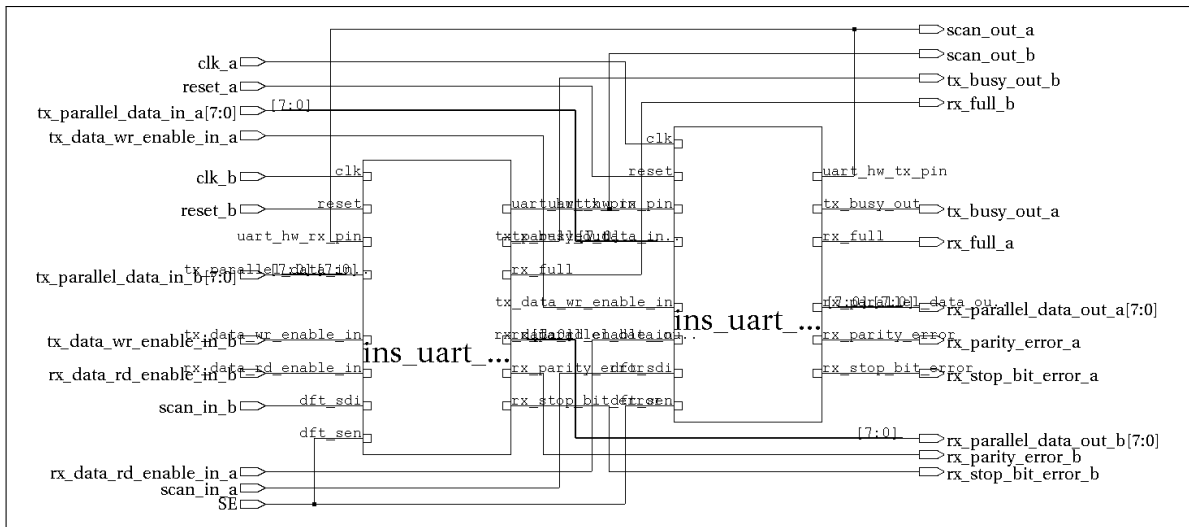 scan_out_a
scan_out_b
clk_a
tx_busy_out_b
reset_a
rx_full_b
tx_parallel_data_in_a[7:0]
[7:0]
tx_data_wr_enable_in_a
clk
clk_b
clk
reset
uart_hw_tx_pin
reset_b
reset
tx_busy_out
tx_busy_out_a
uart_hw_rx_pin
rx_full
rx_full_a
tx_parallel_data_in_b[7:0]
rx_full
tx_data_wr_enable_in
rx_parallel_data_ou..
rx_parallel_data_out_a[7:0]
ins_uart_...
tx_data_wr_enable_in
tx_data_wr_enable_in_b
rx_parity_error
rx_parity_error_a
ins_uart_...
rx_data_rd_enable_in
rx_data_rd_enable_in_b
rx_parity_error
dft_sdi
rx_stop_bit_error
rx_stop_bit_error_a
scan_in_b
dft_sdi
rx_stop_bit_error
dft_sen
dft_sen
[7:0]
rx_parallel_data_out_b[7:0]
rx_parity_error_b
rx_data_rd_enable_in_a
rx_stop_bit_error_b
scan_in_a
SE